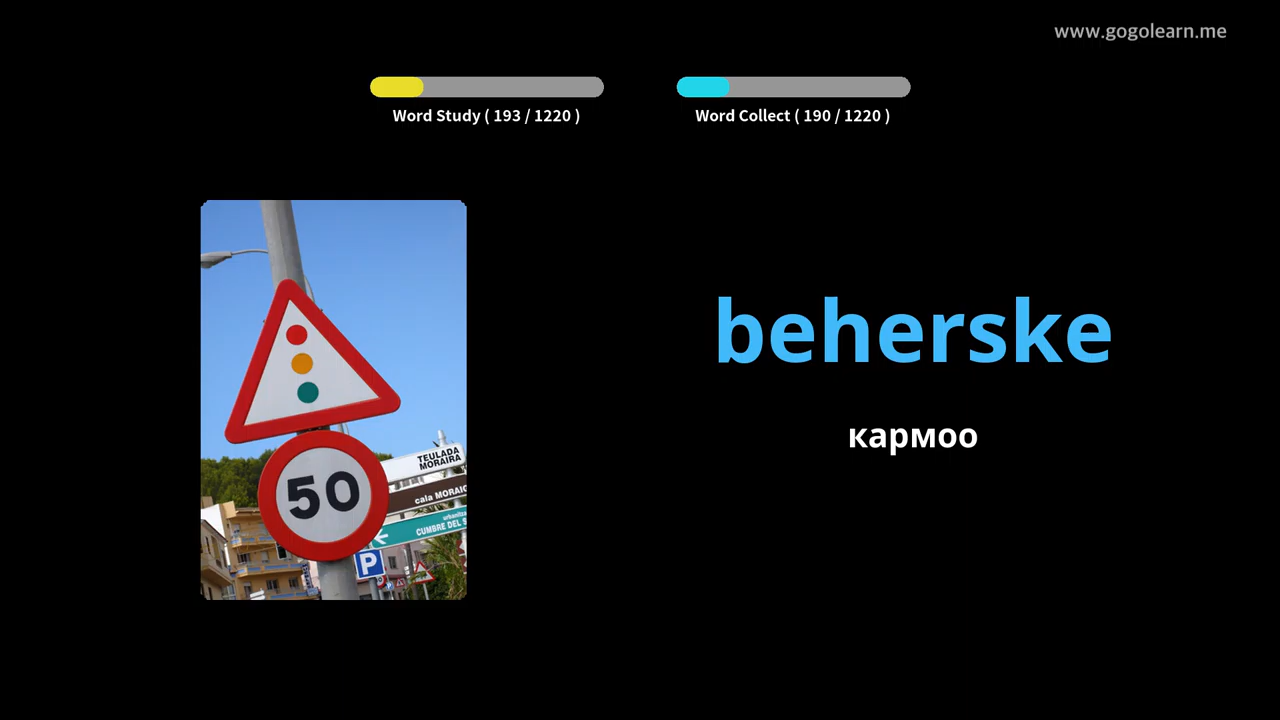 www.gogolearn.me
Word Study ( 193 / 1220 )
Word Collect ( 190 / 1220 )
beherske
кармоо
50
TEULADA
MORAIRA
cala MORAIG
CUMBRE DEL S
P